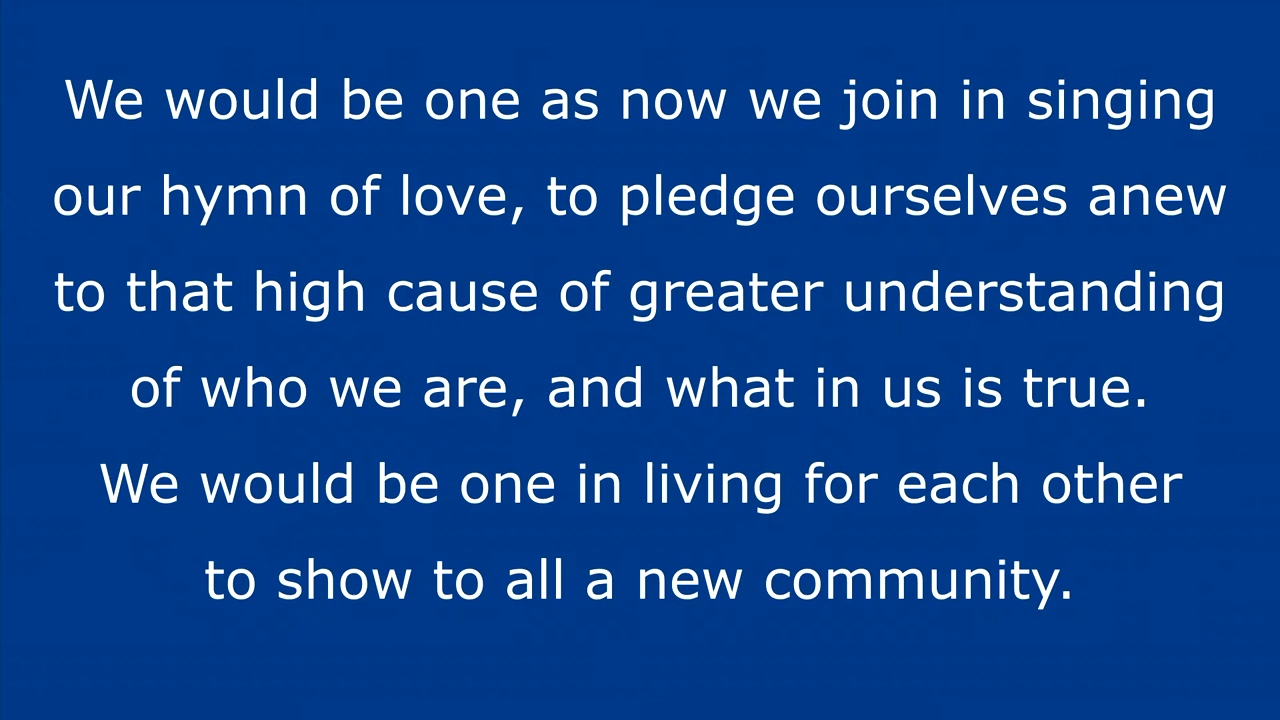 We would be one as now we join in singing
our hymn of love, to pledge ourselves anew
to that high cause of greater understanding
of who we are, and what in us is true.
We would be one in living for each other
to show to all a new community.